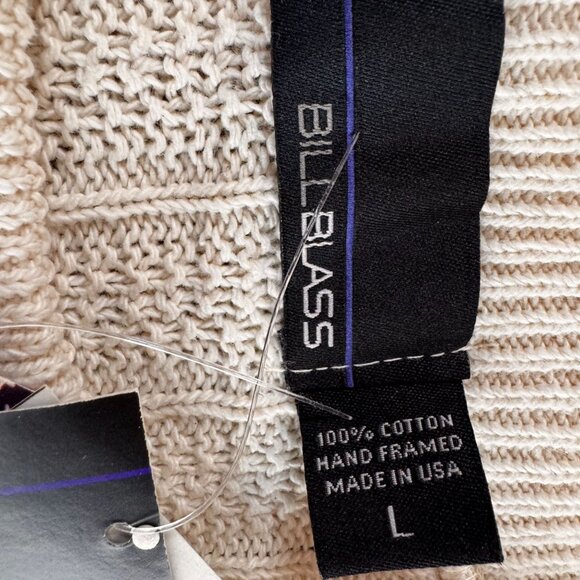 BILL BLASS
100% COTTON
HAND FRAMED
MADE IN USA
L